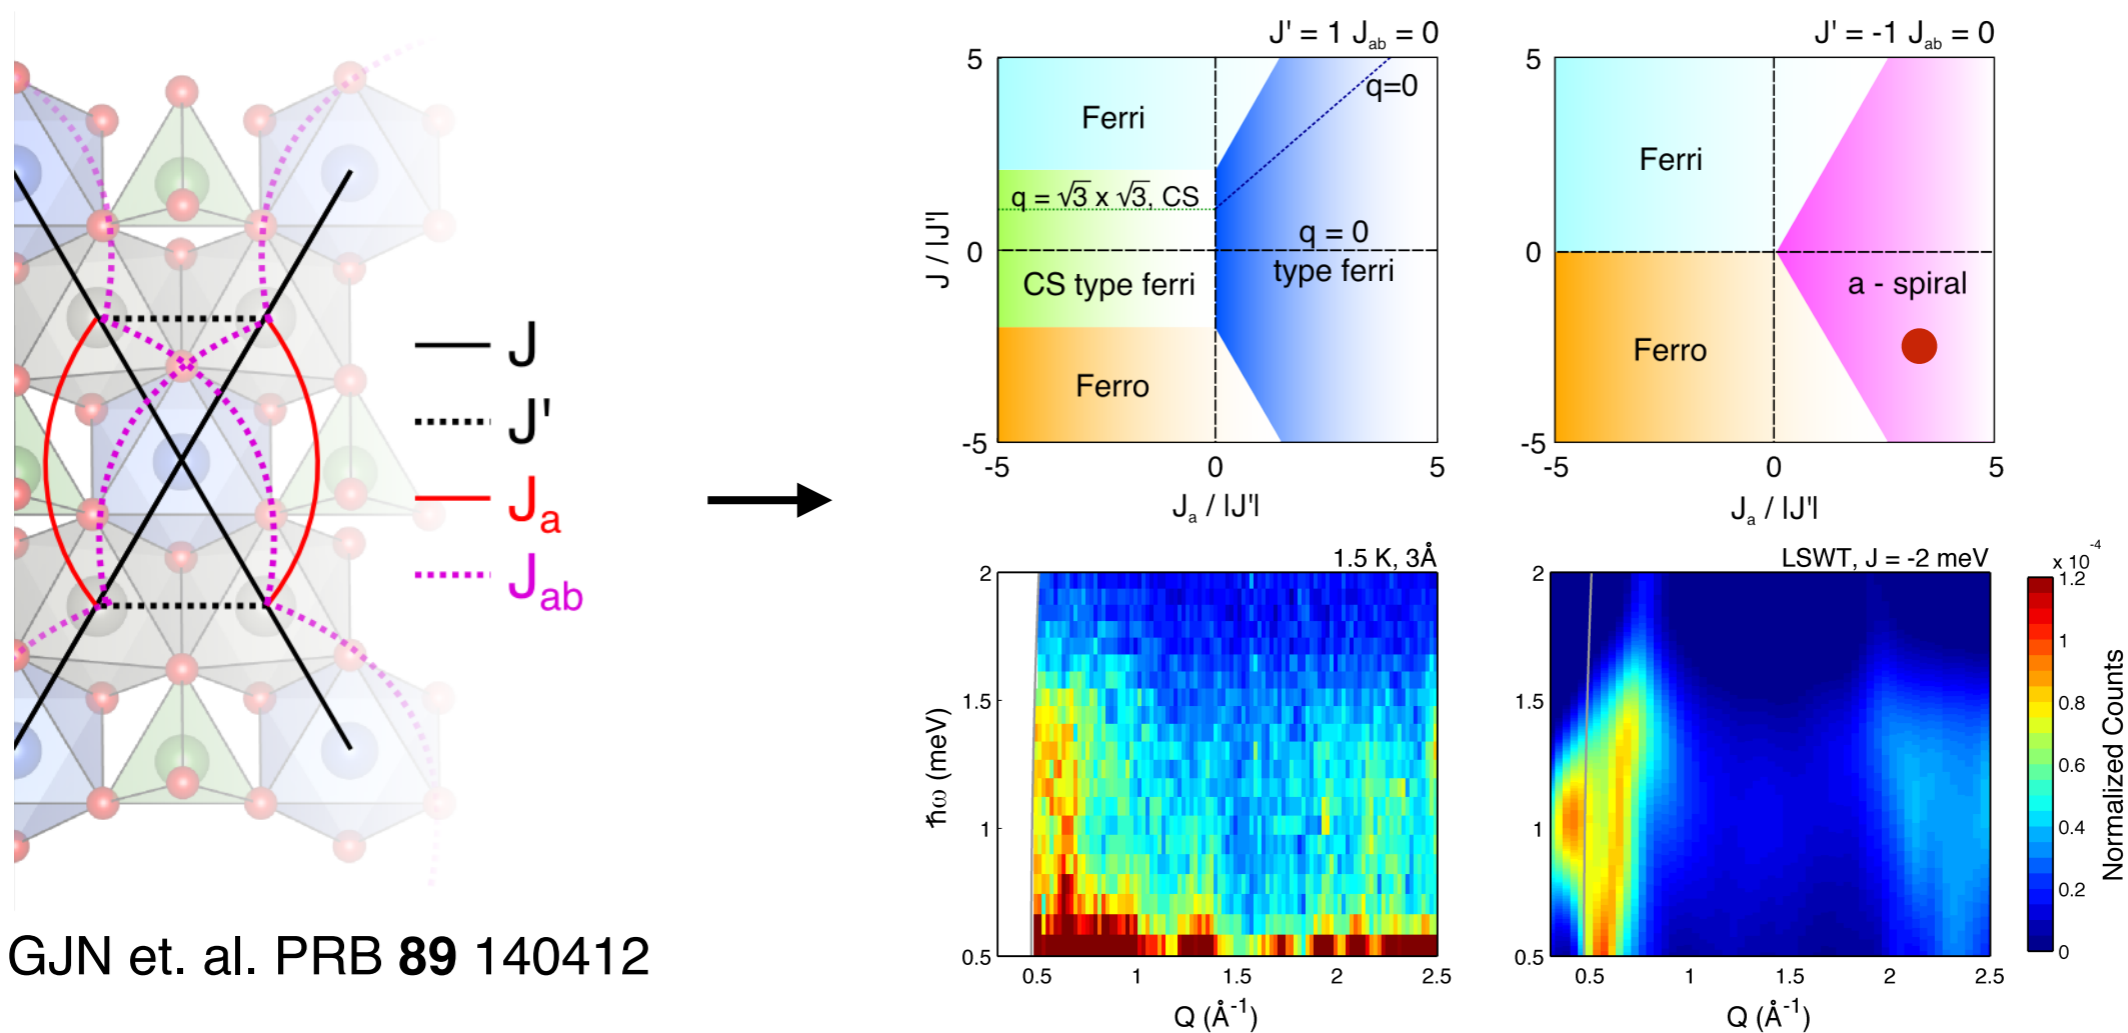 J
J'
Jₐ
J_ab
GJN et. al. PRB 89 140412
J' = 1 J_ab = 0
5
0
-5
J / |J'|
Ferri
q = √3 x √3, CS
CS type ferri
Ferro
q=0
q = 0
type ferri
-5 0 5
Jₐ / |J'|
J' = -1 J_ab = 0
5
0
-5
Ferri
Ferro
a - spiral
-5 0 5
Jₐ / |J'|
1.5 K, 3Å
2
1.5
1
0.5
ħω (meV)
0.5 1 1.5 2 2.5
Q (Å⁻¹)
LSWT, J = -2 meV
2
1.5
1
0.5
0.5 1 1.5 2 2.5
Q (Å⁻¹)
x 10⁻⁴
1.2
1
0.8
0.6
0.4
0.2
0
Normalized Counts